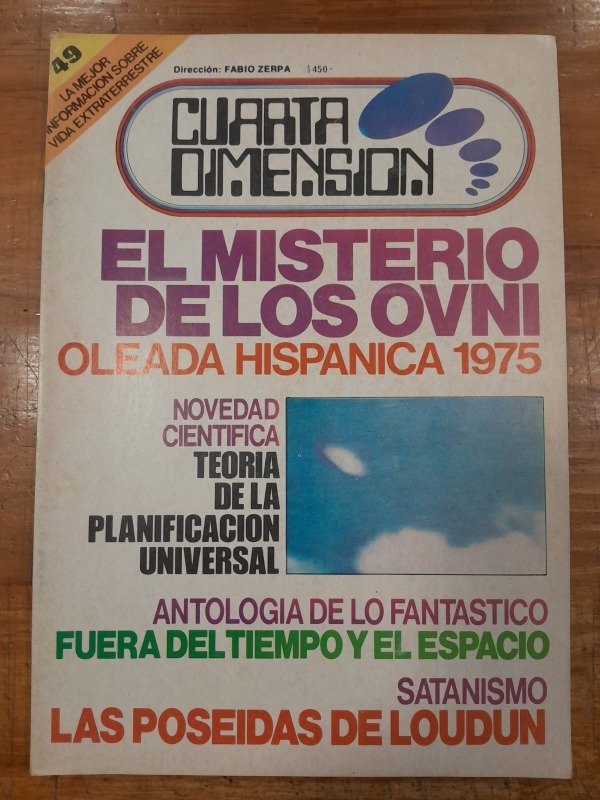 49
LA MEJOR
INFORMACION SOBRE
VIDA EXTRATERRESTRE
Dirección: FABIO ZERPA $450-
CUARTA
DIMENSION
EL MISTERIO
DE LOS OVNI
OLEADA HISPANICA 1975
NOVEDAD
CIENTIFICA
TEORIA
DE LA
PLANIFICACION
UNIVERSAL
ANTOLOGIA DE LO FANTASTICO
FUERA DEL TIEMPO Y EL ESPACIO
SATANISMO
LAS POSEIDAS DE LOUDUN